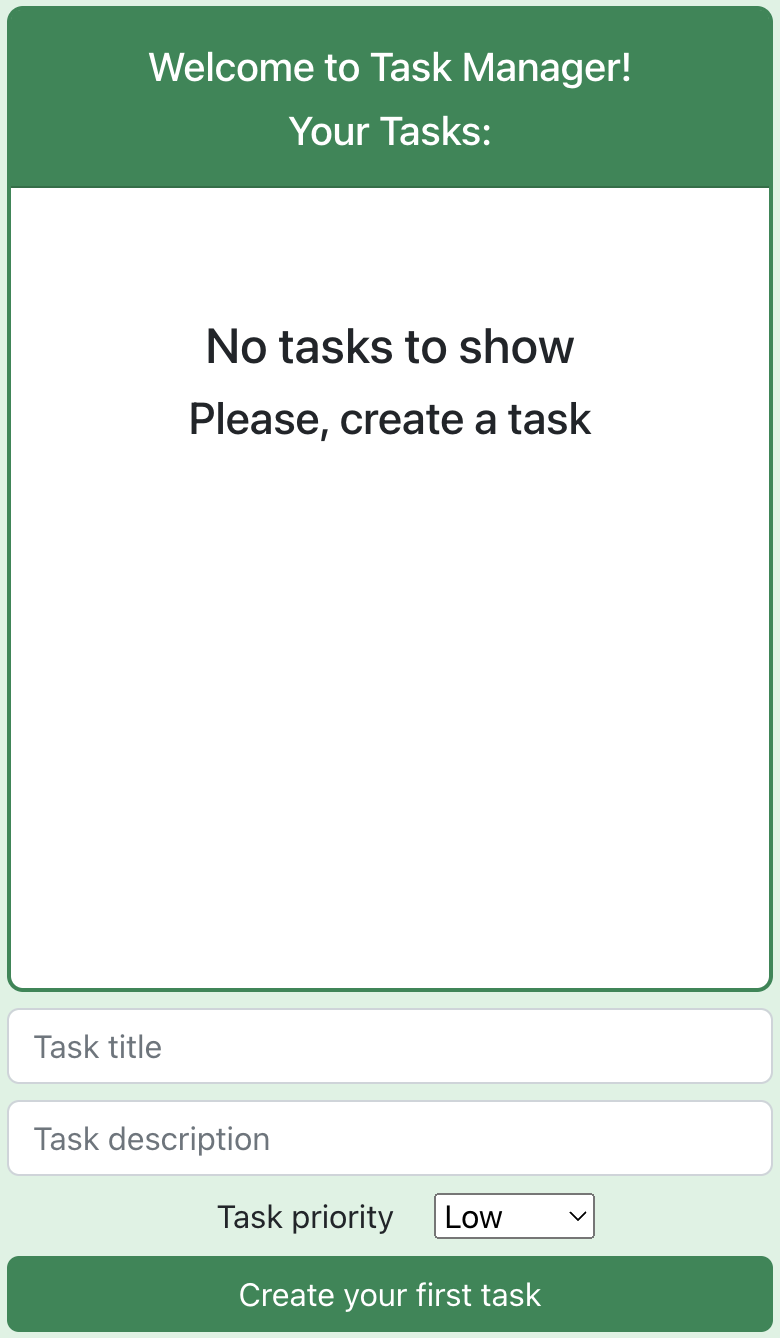 Welcome to Task Manager!
Your Tasks:
No tasks to show
Please, create a task
Task title
Task description
Task priority Low
Create your first task